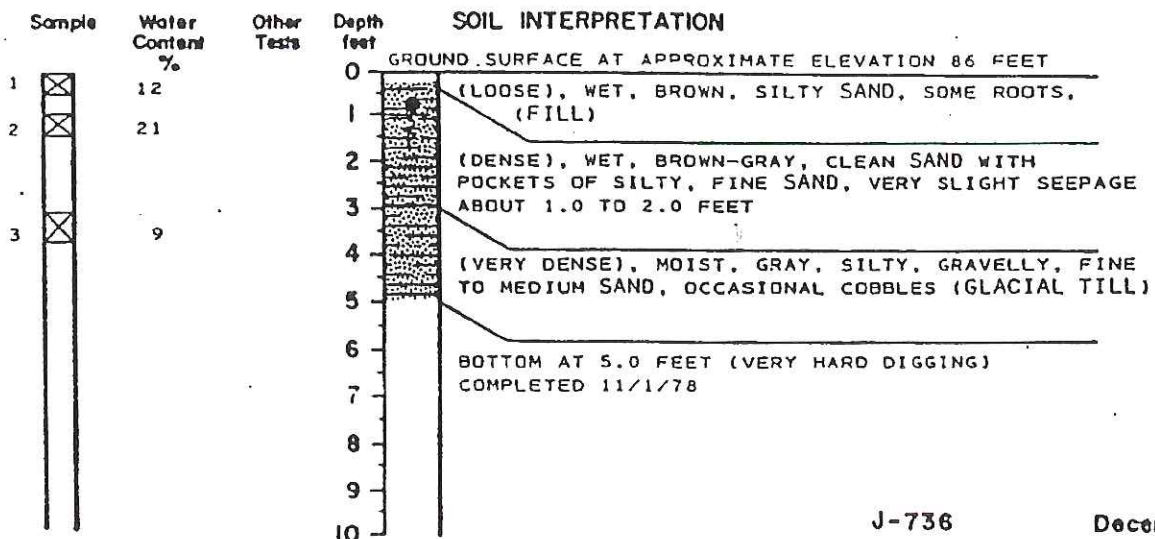 Sample Water Content % Other Tests Depth feet SOIL INTERPRETATION
GROUND SURFACE AT APPROXIMATE ELEVATION 86 FEET
0
1 12
(LOOSE), WET, BROWN, SILTY SAND, SOME ROOTS,
(FILL)
1
2 21
2
(DENSE), WET, BROWN-GRAY, CLEAN SAND WITH
POCKETS OF SILTY, FINE SAND, VERY SLIGHT SEEPAGE
ABOUT 1.0 TO 2.0 FEET
3
3 9
4
(VERY DENSE), MOIST, GRAY, SILTY, GRAVELLY, FINE
TO MEDIUM SAND, OCCASIONAL COBBLES (GLACIAL TILL)
5
6
BOTTOM AT 5.0 FEET (VERY HARD DIGGING)
COMPLETED 11/1/78
7
8
9
10
J-736 Decem